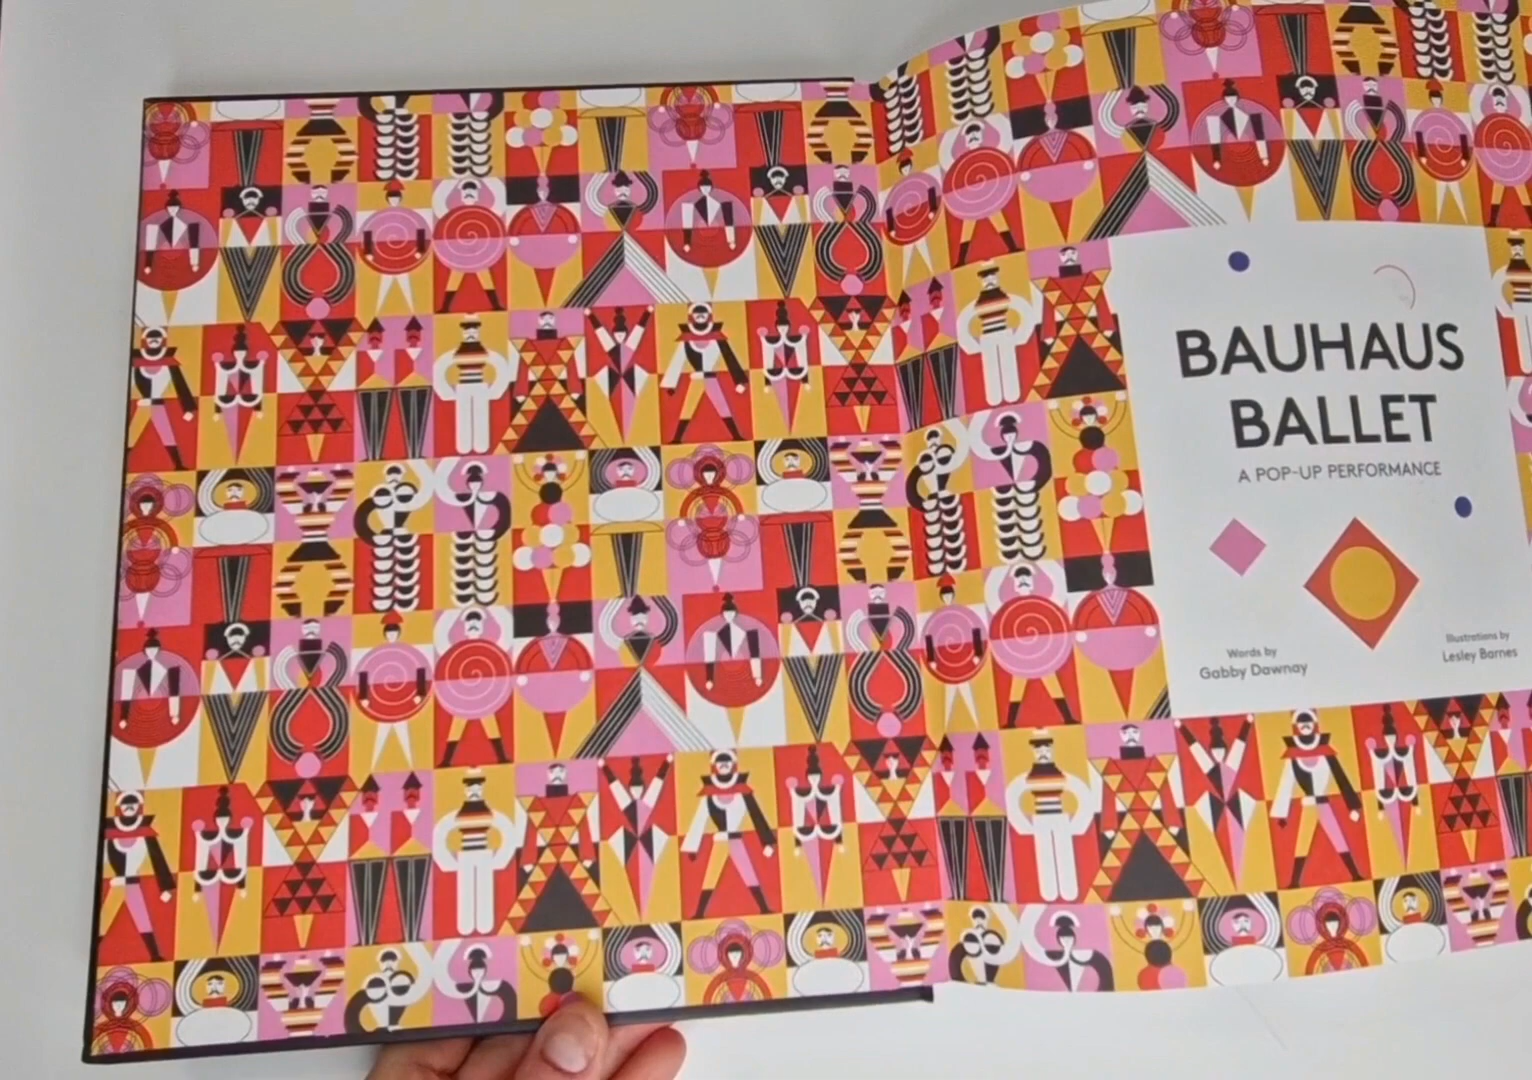 BAUHAUS
BALLET
A POP-UP PERFORMANCE
Words by
Gabby Dawnay
Illustrations by
Lesley Barnes